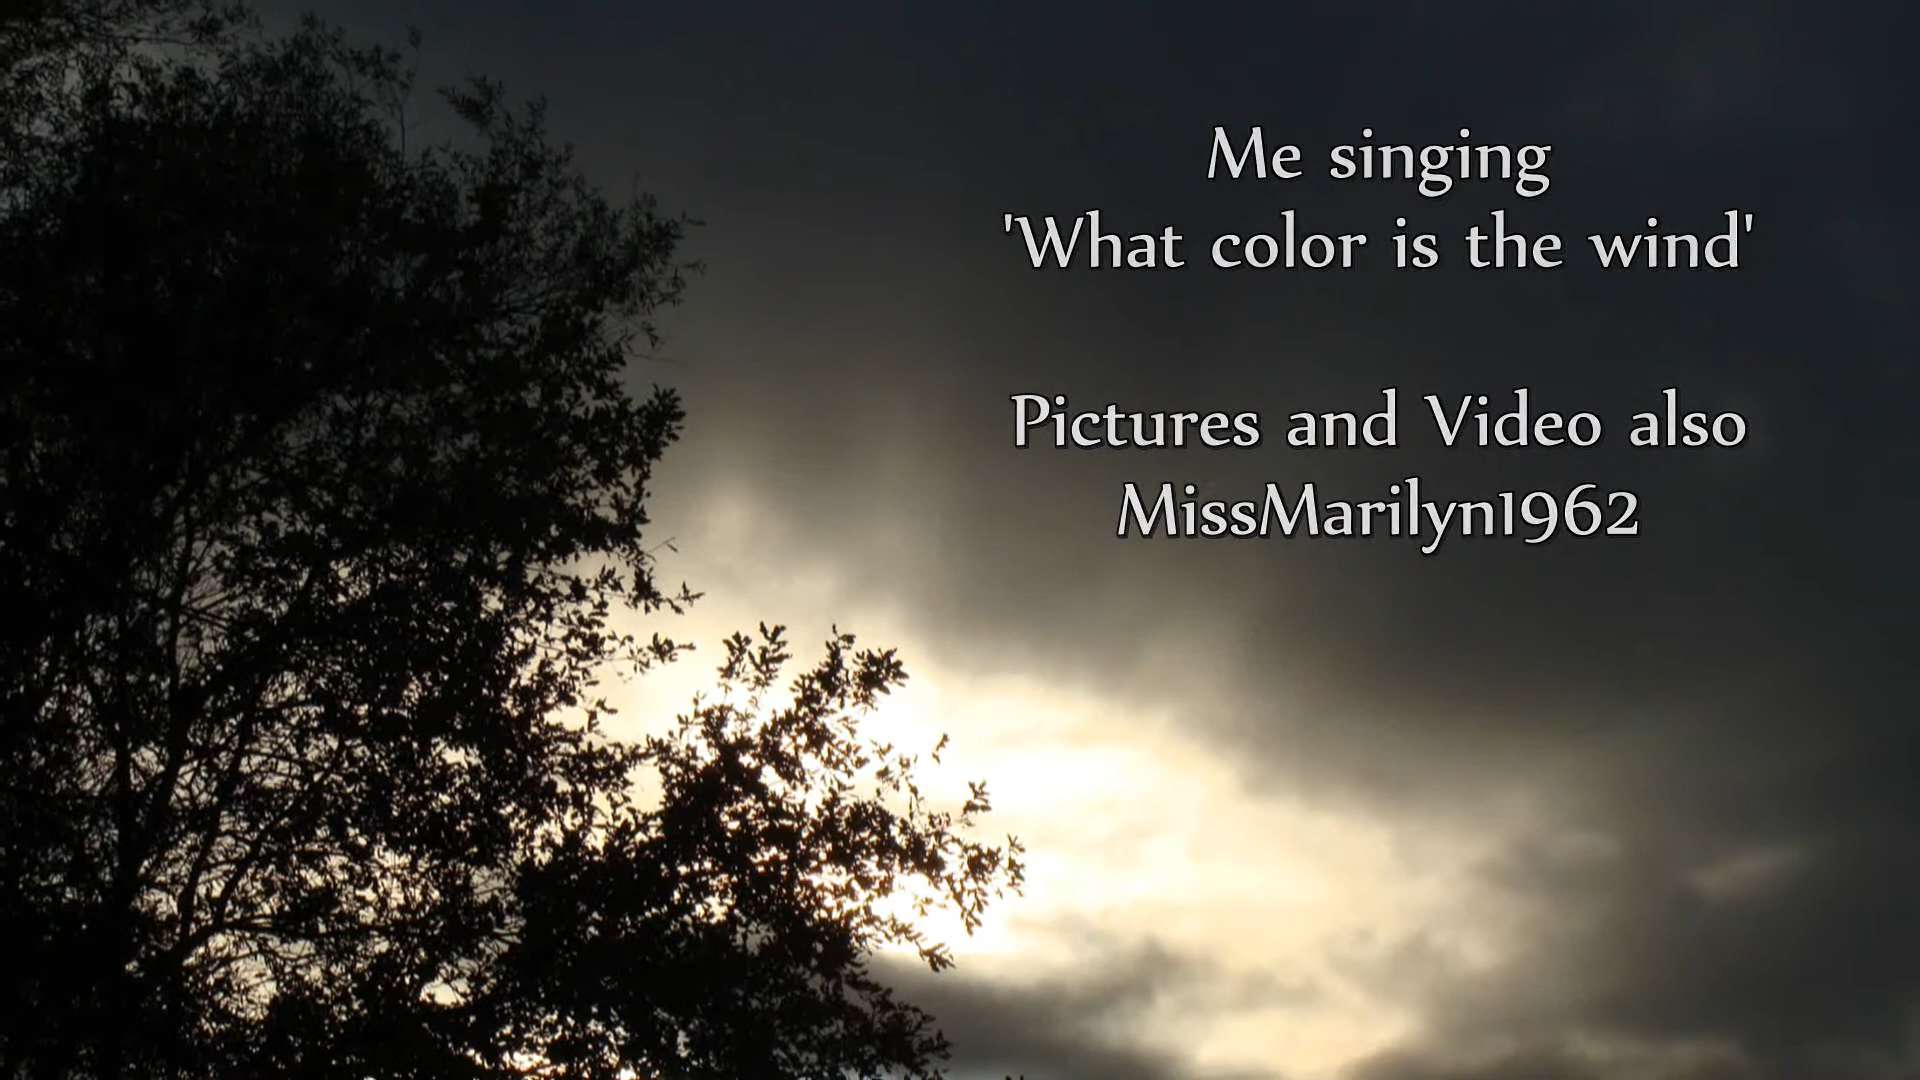 Me singing
'What color is the wind'
Pictures and Video also
MissMarilyn1962